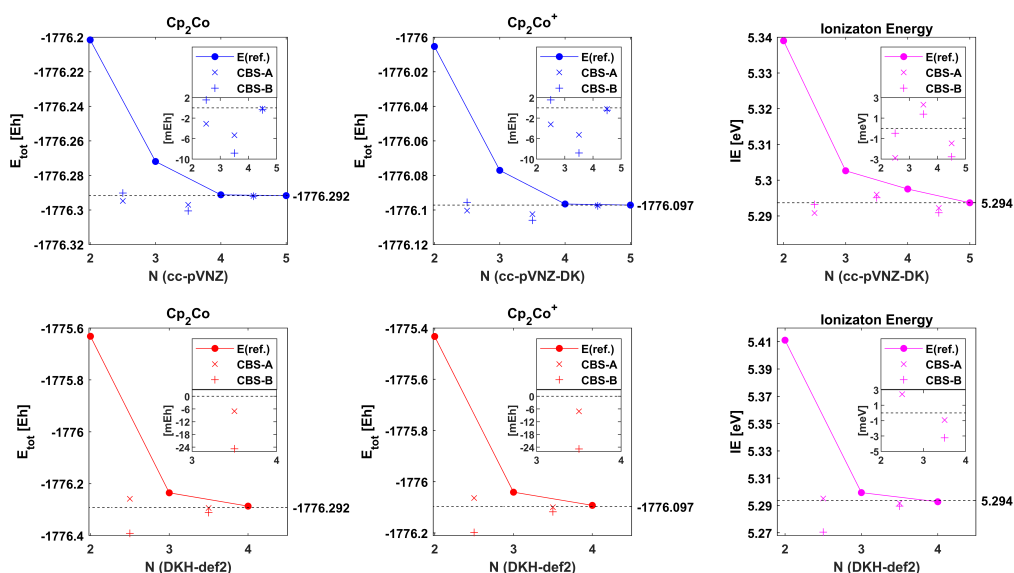 Cp2Co
-1776.2
-1776.22
-1776.24
-1776.26
-1776.28
-1776.3
-1776.32
Etot [Eh]
2 3 4 5
N (cc-pVNZ)
E(ref.)
CBS-A
CBS-B
2
-2
-6
-10
[mEh]
2 3 4 5
-1776.292
Cp2Co+
-1776
-1776.02
-1776.04
-1776.06
-1776.08
-1776.1
-1776.12
Etot [Eh]
2 3 4 5
N (cc-pVNZ-DK)
E(ref.)
CBS-A
CBS-B
2
-2
-6
-10
[mEh]
2 3 4 5
-1776.097
Ionizaton Energy
5.34
5.33
5.32
5.31
5.3
5.29
IE [eV]
2 3 4 5
N (cc-pVNZ-DK)
E(ref.)
CBS-A
CBS-B
3
1
-1
-3
[meV]
2 3 4 5
5.294
Cp2Co
-1775.6
-1775.8
-1776
-1776.2
-1776.4
Etot [Eh]
2 3 4
N (DKH-def2)
E(ref.)
CBS-A
CBS-B
0
-6
-12
-18
-24
[mEh]
3 4
-1776.292
Cp2Co+
-1775.4
-1775.6
-1775.8
-1776
-1776.2
Etot [Eh]
2 3 4
N (DKH-def2)
E(ref.)
CBS-A
CBS-B
0
-6
-12
-18
-24
[mEh]
3 4
-1776.097
Ionizaton Energy
5.41
5.39
5.37
5.35
5.33
5.31
5.29
5.27
IE [eV]
2 3 4
N (DKH-def2)
E(ref.)
CBS-A
CBS-B
3
1
-1
-3
-5
[meV]
2 3 4
5.294